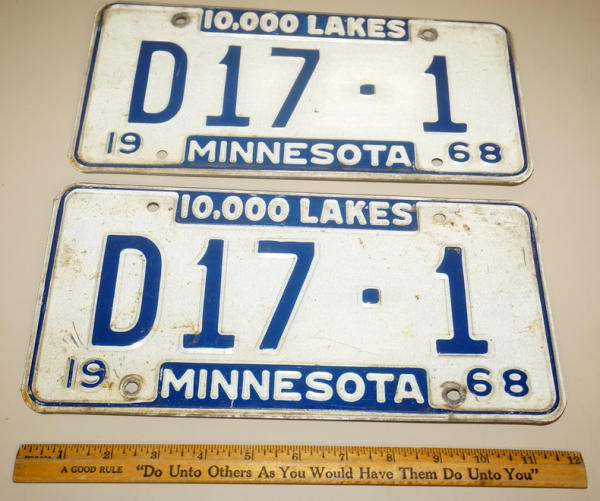 10,000 LAKES
D17·1
19 MINNESOTA 68
10,000 LAKES
D17·1
19 MINNESOTA 68
1 2 3 4 5 6 7 8 9 10 11 12
A GOOD RULE "Do Unto Others As You Would Have Them Do Unto You"